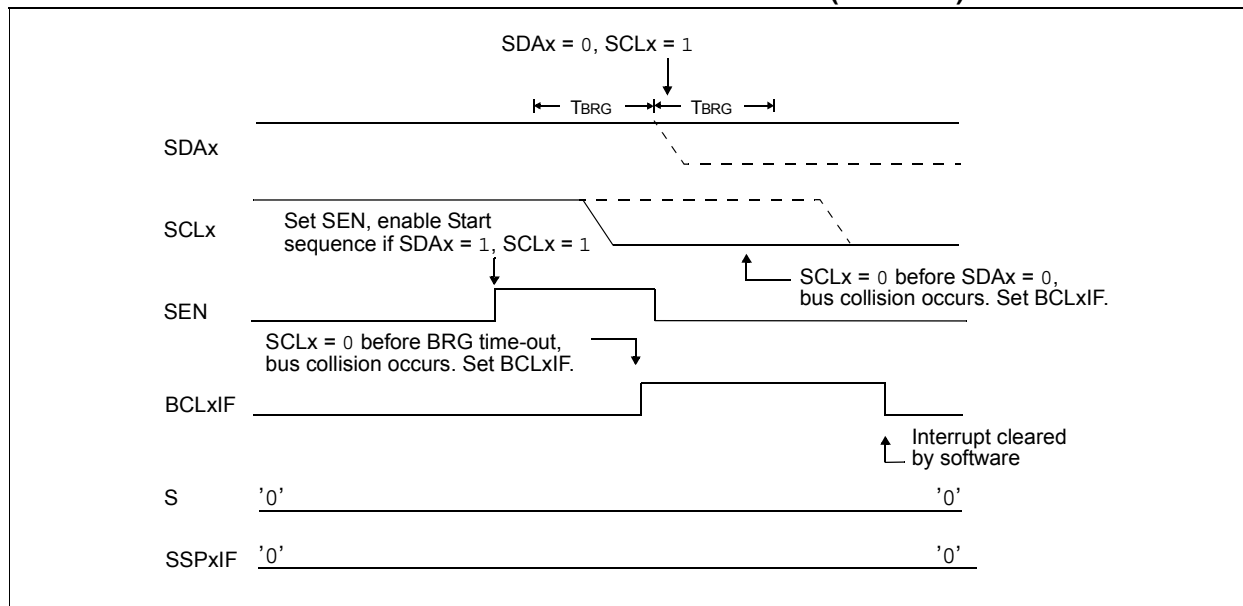 SDAx = 0, SCLx = 1
TBRG TBRG
SDAx
SCLx
Set SEN, enable Start
sequence if SDAx = 1, SCLx = 1
SCLx = 0 before SDAx = 0,
bus collision occurs. Set BCLxIF.
SEN
SCLx = 0 before BRG time-out,
bus collision occurs. Set BCLxIF.
BCLxIF
Interrupt cleared
by software
S '0' '0'
SSPxIF '0' '0'